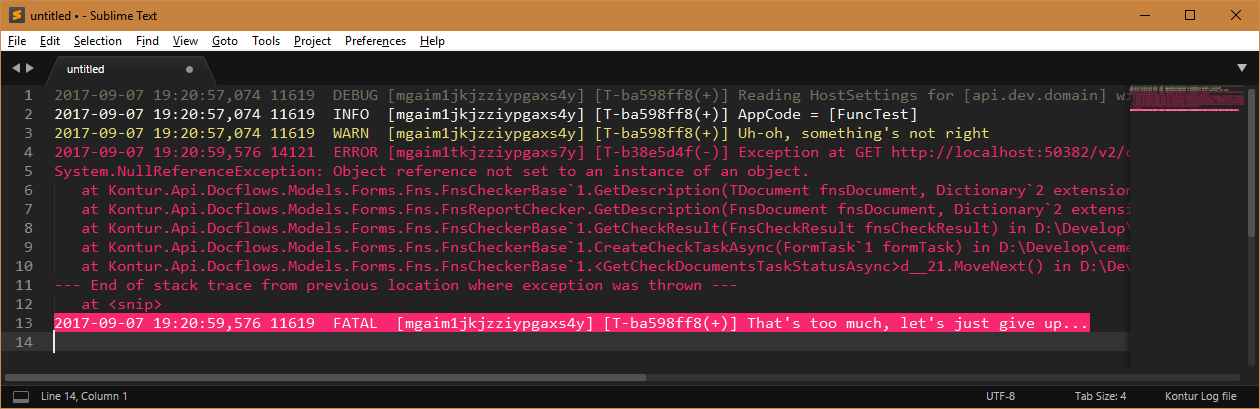 untitled • - Sublime Text
File Edit Selection Find View Goto Tools Project Preferences Help
untitled
1 2017-09-07 19:20:57,074 11619 DEBUG [mgaim1jkjzziypgaxs4y] [T-ba598ff8(+)] Reading HostSettings for [api.dev.domain] wi
2 2017-09-07 19:20:57,074 11619 INFO [mgaim1jkjzziypgaxs4y] [T-ba598ff8(+)] AppCode = [FuncTest]
3 2017-09-07 19:20:57,074 11619 WARN [mgaim1jkjzziypgaxs4y] [T-ba598ff8(+)] Uh-oh, something's not right
4 2017-09-07 19:20:59,576 14121 ERROR [mgaim1tkjzziypgaxs7y] [T-b38e5d4f(-)] Exception at GET http://localhost:50382/v2/
5 System.NullReferenceException: Object reference not set to an instance of an object.
6 at Kontur.Api.Docflows.Models.Forms.Fns.FnsCheckerBase`1.GetDescription(TDocument fnsDocument, Dictionary`2 extension
7 at Kontur.Api.Docflows.Models.Forms.Fns.FnsReportChecker.GetDescription(FnsDocument fnsDocument, Dictionary`2 extensi
8 at Kontur.Api.Docflows.Models.Forms.Fns.FnsCheckerBase`1.GetCheckResult(FnsCheckResult fnsCheckResult) in D:\Develop\
9 at Kontur.Api.Docflows.Models.Forms.Fns.FnsCheckerBase`1.CreateCheckTaskAsync(FormTask`1 formTask) in D:\Develop\ceme
10 at Kontur.Api.Docflows.Models.Forms.Fns.FnsCheckerBase`1.<GetCheckDocumentsTaskStatusAsync>d__21.MoveNext() in D:\Dev
11 --- End of stack trace from previous location where exception was thrown ---
12 at <snip>
13 2017-09-07 19:20:59,576 11619 FATAL [mgaim1jkjzziypgaxs4y] [T-ba598ff8(+)] That's too much, let's just give up...
14
Line 14, Column 1 UTF-8 Tab Size: 4 Kontur Log file